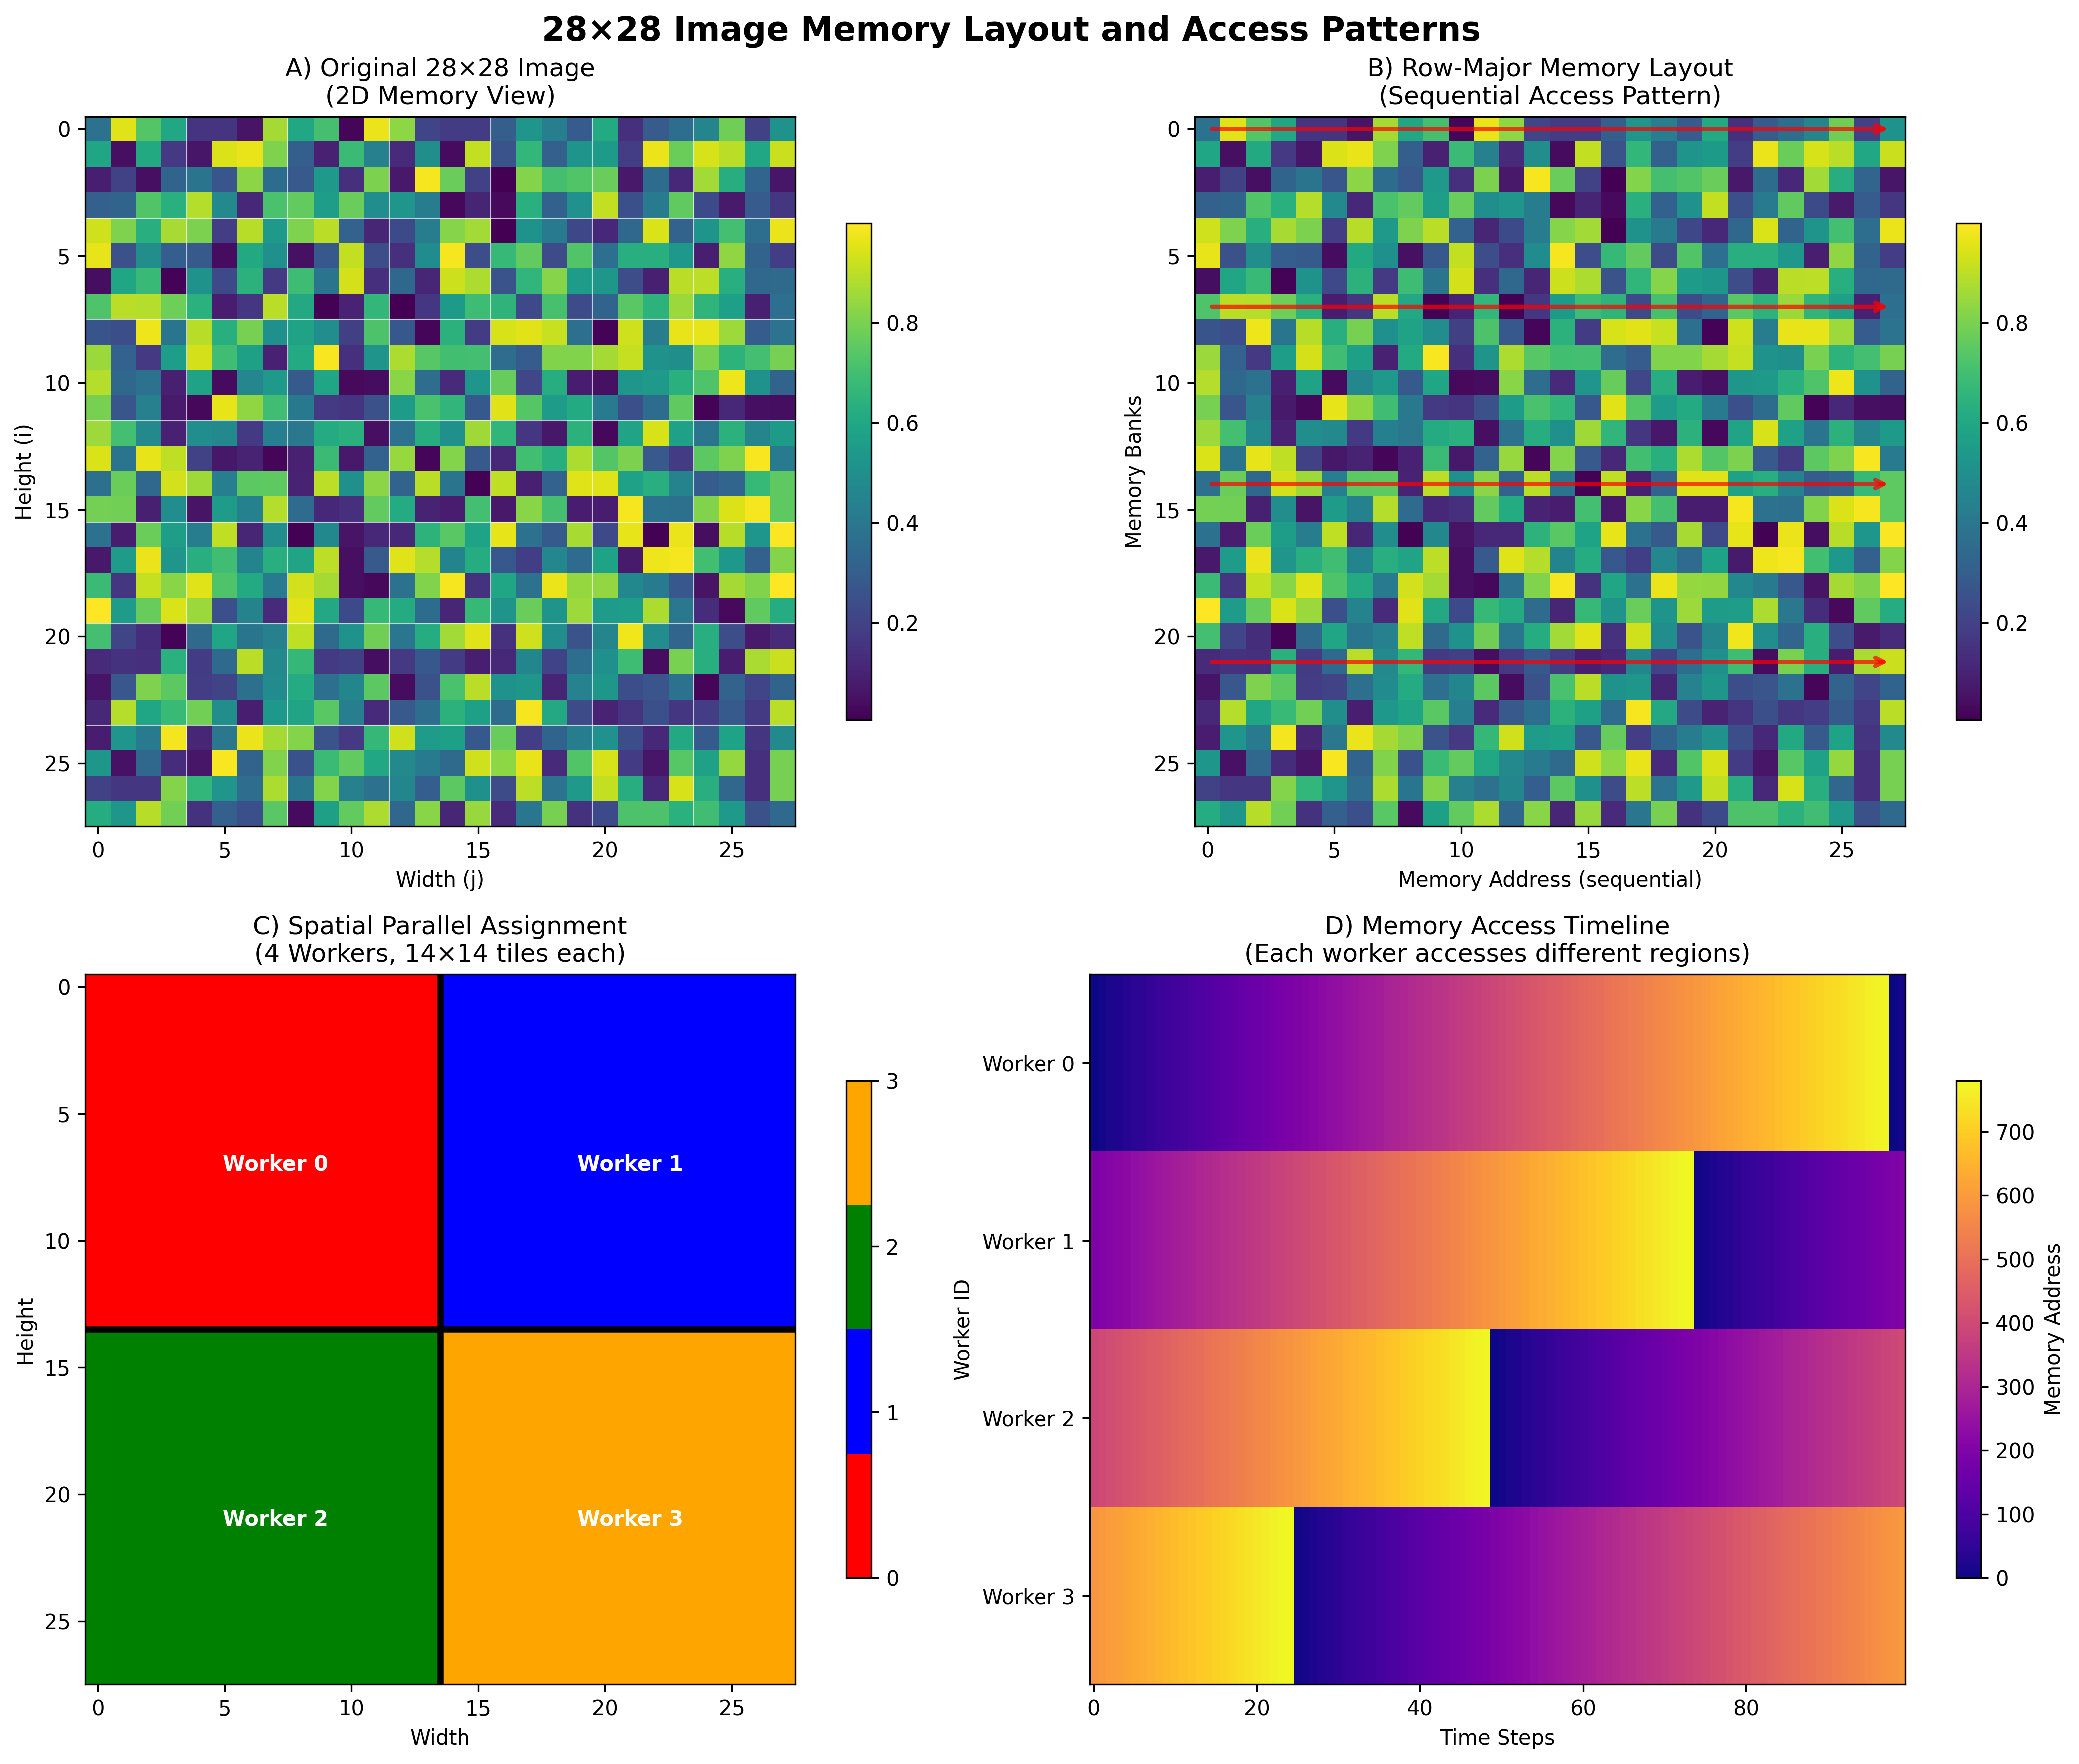 28×28 Image Memory Layout and Access Patterns
A) Original 28×28 Image
(2D Memory View)
0
5
10
15
20
25
Height (i)
0 5 10 15 20 25
Width (j)
0.8
0.6
0.4
0.2
B) Row-Major Memory Layout
(Sequential Access Pattern)
0
5
10
15
20
25
Memory Banks
0 5 10 15 20 25
Memory Address (sequential)
0.8
0.6
0.4
0.2
C) Spatial Parallel Assignment
(4 Workers, 14×14 tiles each)
0
5
10
15
20
25
Height
Worker 0 Worker 1
Worker 2 Worker 3
0 5 10 15 20 25
Width
3
2
1
0
D) Memory Access Timeline
(Each worker accesses different regions)
Worker 0
Worker 1
Worker 2
Worker 3
Worker ID
0 20 40 60 80
Time Steps
700
600
500
400
300
200
100
0
Memory Address